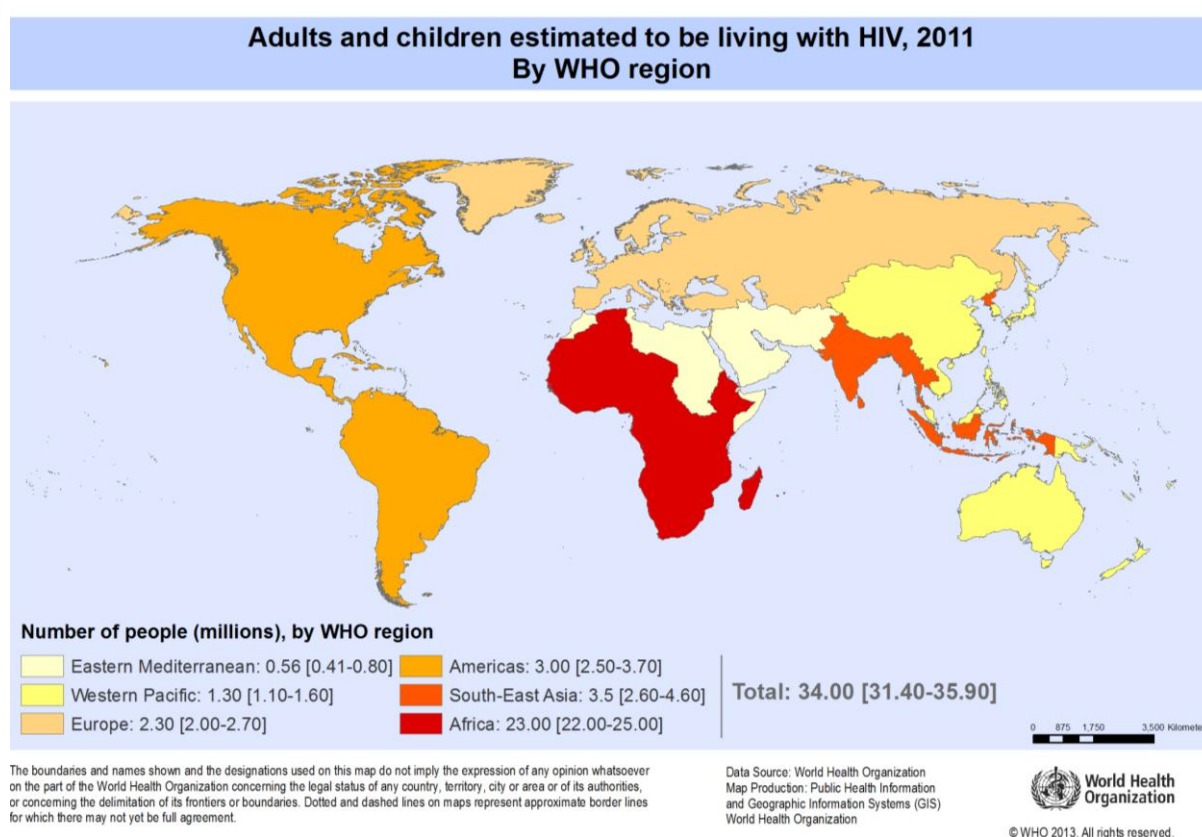 Adults and children estimated to be living with HIV, 2011
By WHO region
Number of people (millions), by WHO region
Eastern Mediterranean: 0.56 [0.41-0.80]
Western Pacific: 1.30 [1.10-1.60]
Europe: 2.30 [2.00-2.70]
Americas: 3.00 [2.50-3.70]
South-East Asia: 3.5 [2.60-4.60]
Africa: 23.00 [22.00-25.00]
Total: 34.00 [31.40-35.90]
0 875 1,750 3,500 Kilomete
The boundaries and names shown and the designations used on this map do not imply the expression of any opinion whatsoever
on the part of the World Health Organization concerning the legal status of any country, territory, city or area or of its authorities,
or concerning the delimitation of its frontiers or boundaries. Dotted and dashed lines on maps represent approximate border lines
for which there may not yet be full agreement.
Data Source: World Health Organization
Map Production: Public Health Information
and Geographic Information Systems (GIS)
World Health Organization
World Health
Organization
© WHO 2013. All rights reserved.